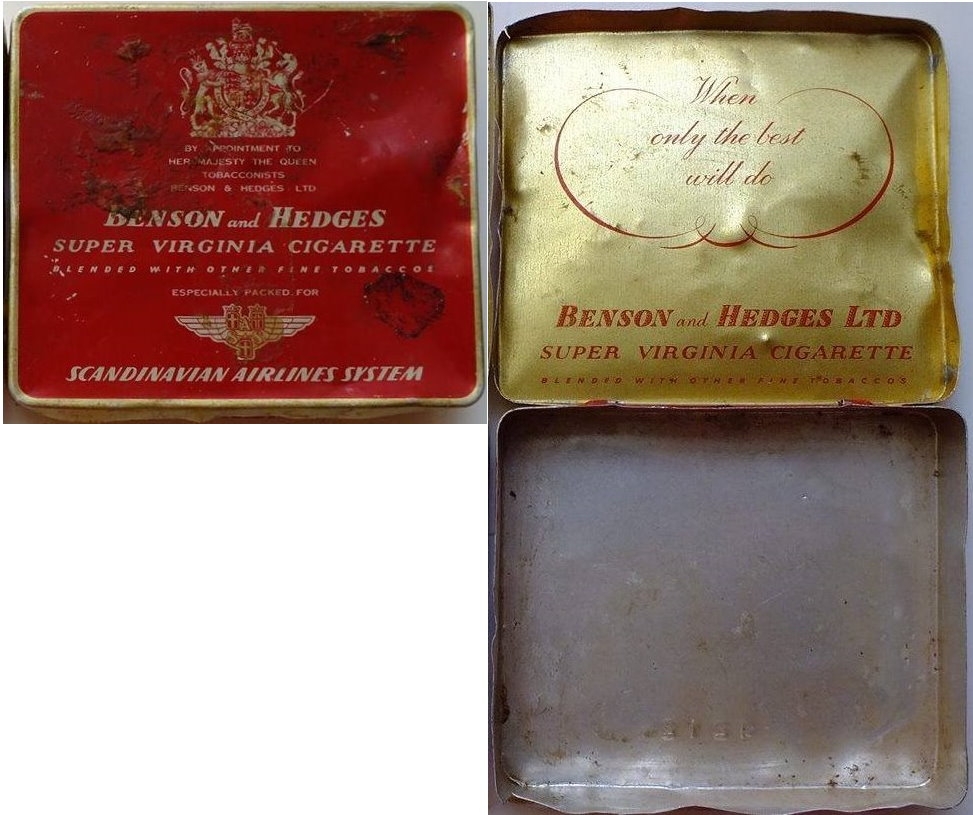 BY APPOINTMENT TO
HER MAJESTY THE QUEEN
TOBACCONISTS
BENSON & HEDGES LTD
BENSON and HEDGES
SUPER VIRGINIA CIGARETTE
BLENDED WITH OTHER FINE TOBACCOS
ESPECIALLY PACKED FOR
SAS
SCANDINAVIAN AIRLINES SYSTEM
When
only the best
will do
BENSON and HEDGES LTD
SUPER VIRGINIA CIGARETTE
BLENDED WITH OTHER FINE TOBACCOS